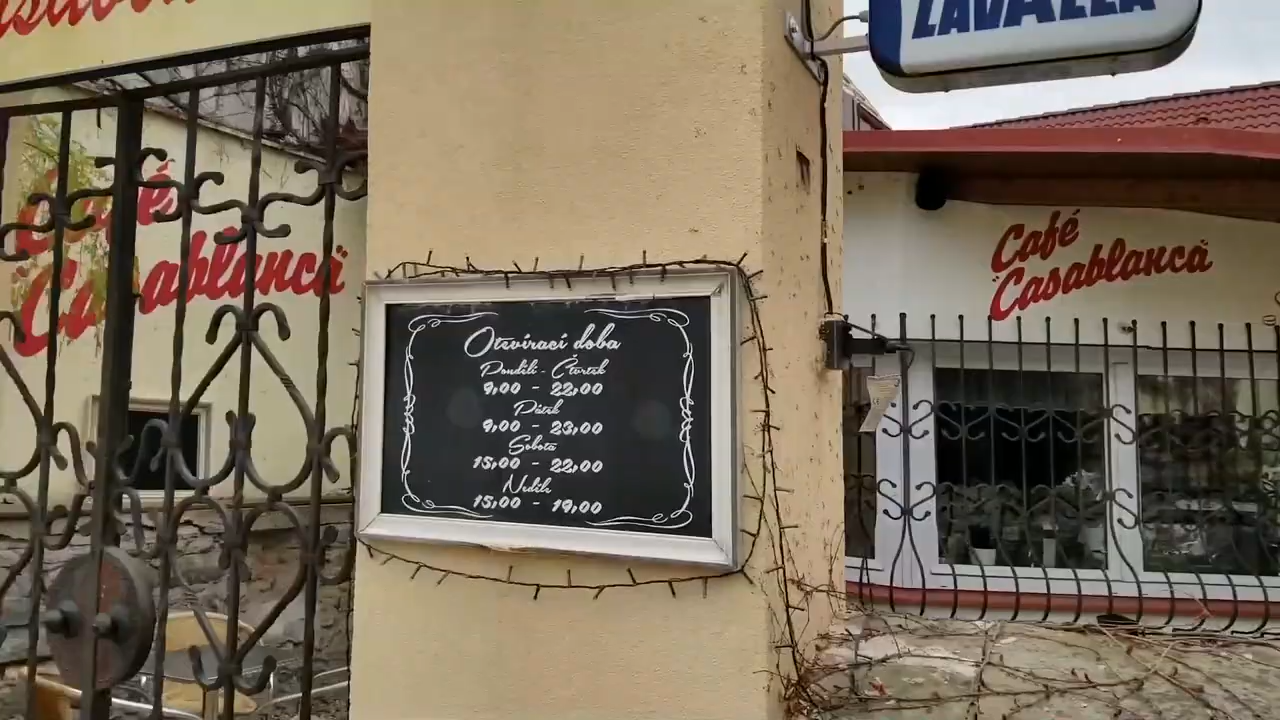 Café
"Casablanca"
Otevírací doba
Pondělí - Čtvrtek
9,00 - 22,00
Pátek
9,00 - 23,00
Sobota
15,00 - 22,00
Neděle
15,00 - 19,00
LAVAZZA
Café
"Casablanca"